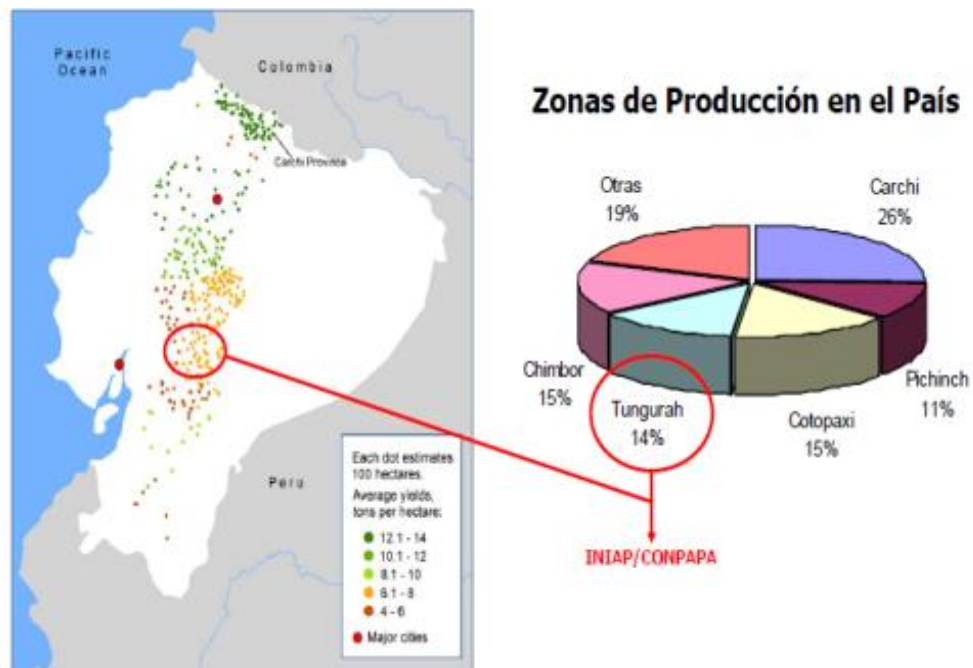 Pacific
Ocean
Colombia
Carchi Province
Peru
Each dot estimates
100 hectares.
Average yields,
tons per hectare:
12.1 - 14
10.1 - 12
8.1 - 10
6.1 - 8
4 - 6
Major cities
Zonas de Producción en el País
Otras
19%
Carchi
26%
Chimbor
15%
Tungurah
14%
Cotopaxi
15%
Pichinch
11%
INIAP/CONPAPA